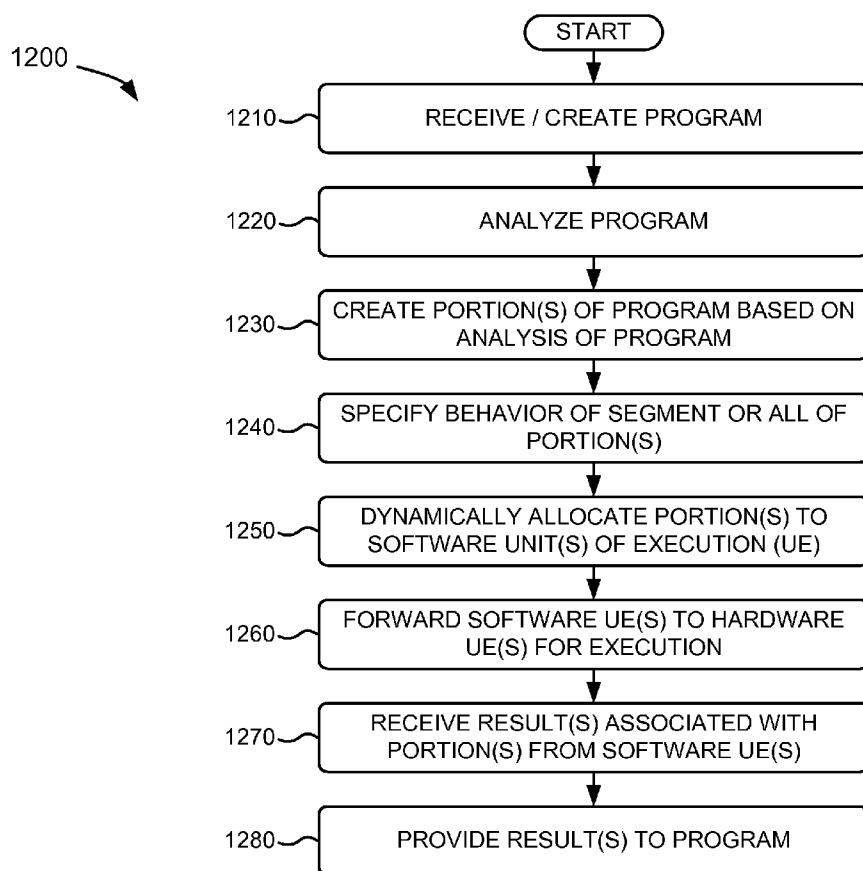 START
1200
1210
RECEIVE / CREATE PROGRAM
1220
ANALYZE PROGRAM
1230
CREATE PORTION(S) OF PROGRAM BASED ON
ANALYSIS OF PROGRAM
1240
SPECIFY BEHAVIOR OF SEGMENT OR ALL OF
PORTION(S)
1250
DYNAMICALLY ALLOCATE PORTION(S) TO
SOFTWARE UNIT(S) OF EXECUTION (UE)
1260
FORWARD SOFTWARE UE(S) TO HARDWARE
UE(S) FOR EXECUTION
1270
RECEIVE RESULT(S) ASSOCIATED WITH
PORTION(S) FROM SOFTWARE UE(S)
1280
PROVIDE RESULT(S) TO PROGRAM